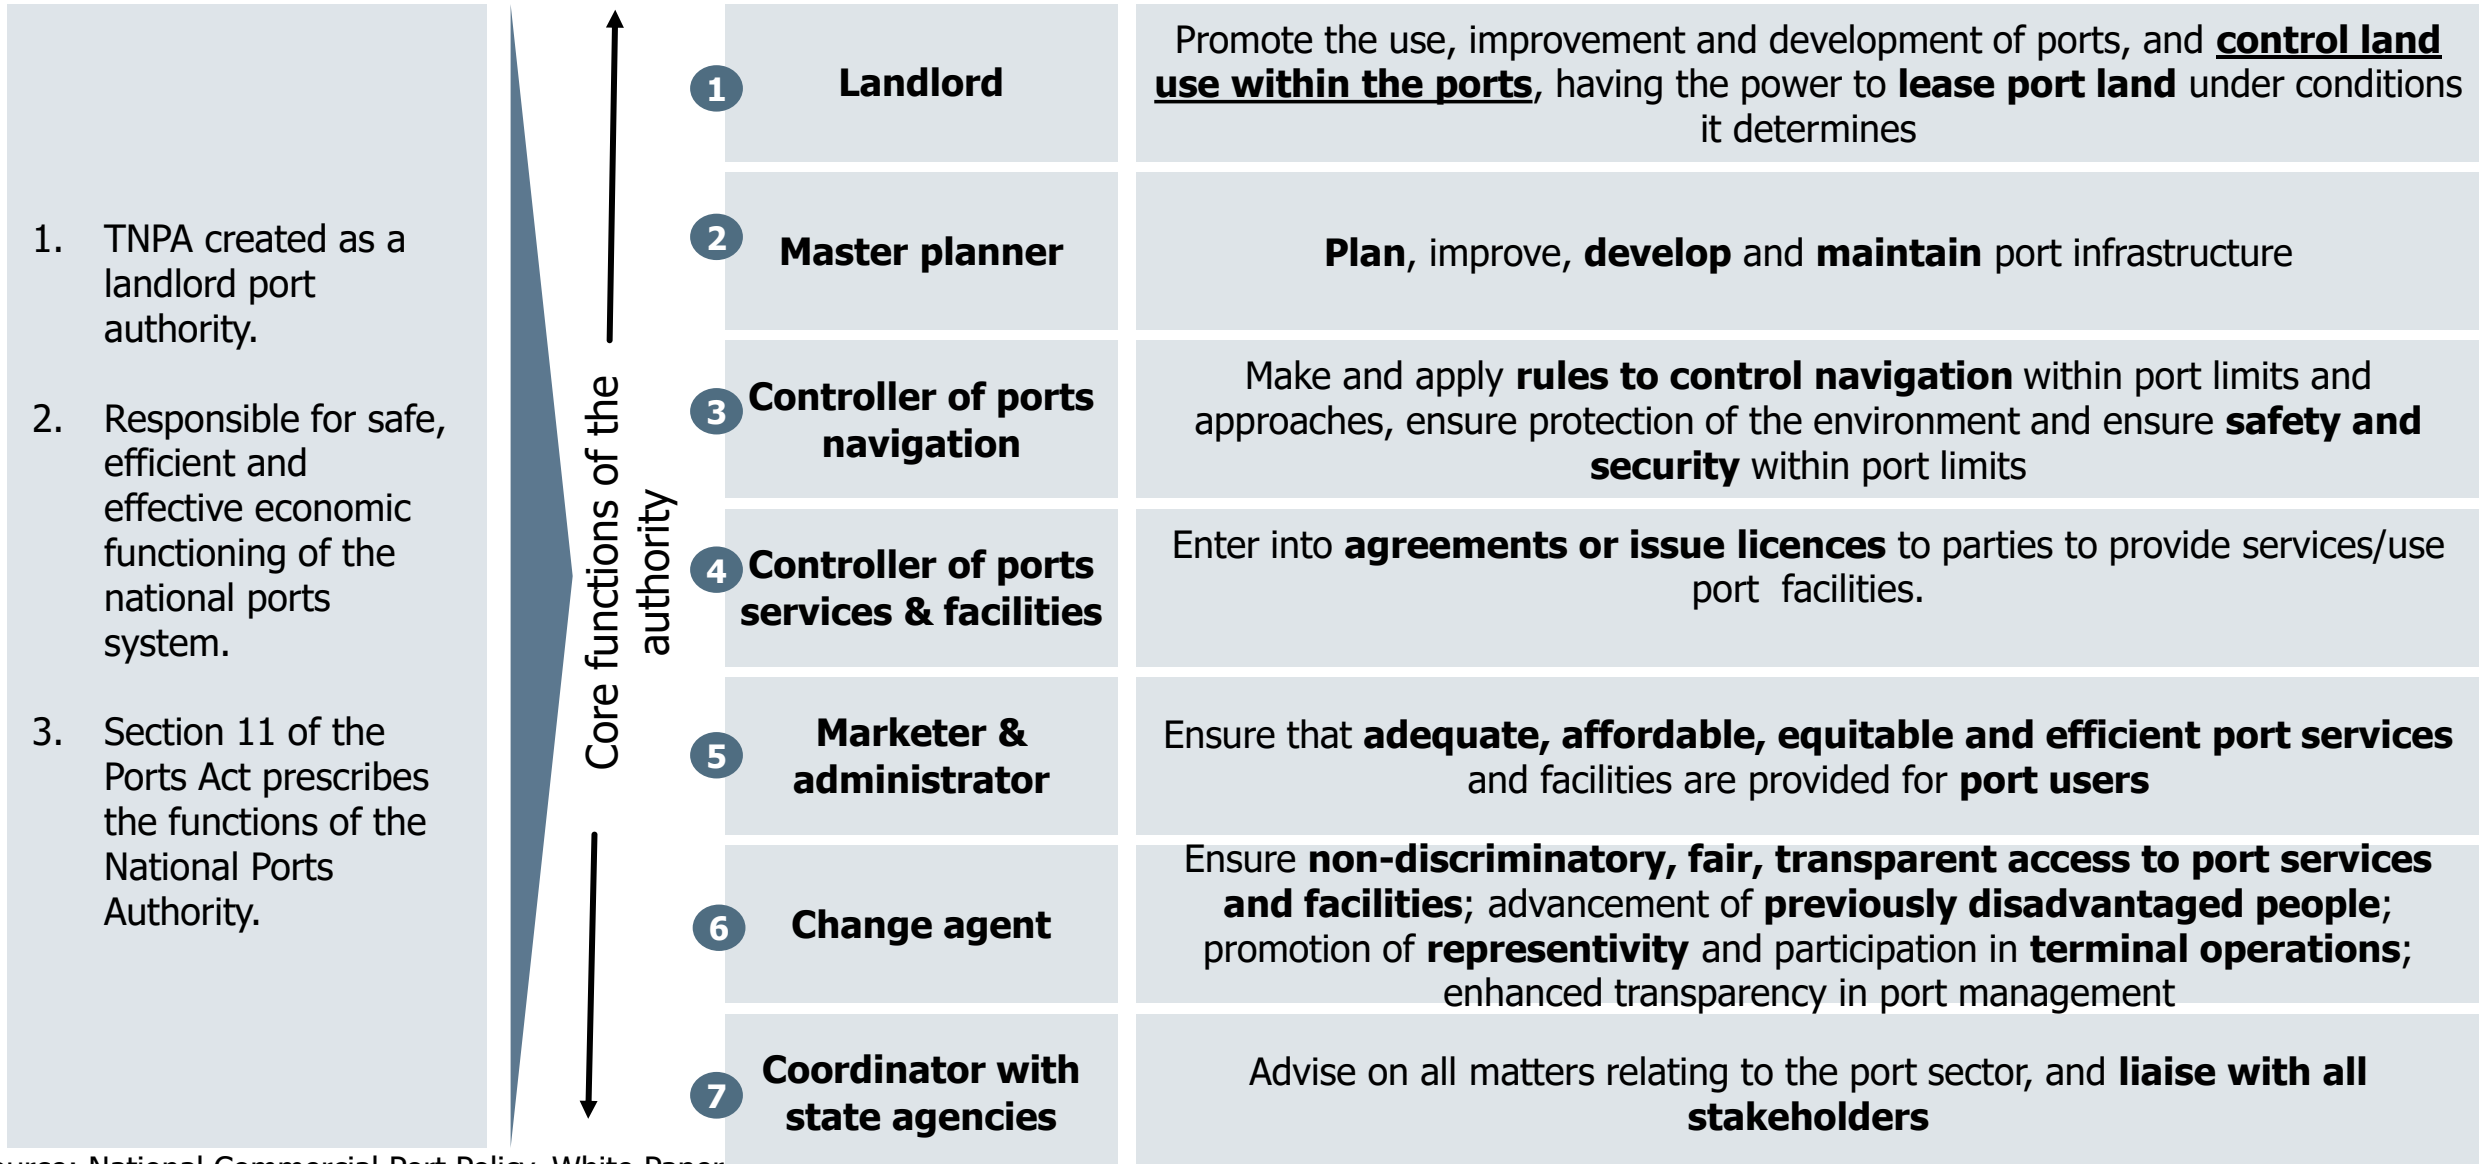 1. TNPA created as a
landlord port
authority.
2. Responsible for safe,
efficient and
effective economic
functioning of the
national ports
system.
3. Section 11 of the
Ports Act prescribes
the functions of the
National Ports
Authority.
Core functions of the
authority
1
Landlord
Promote the use, improvement and development of ports, and control land
use within the ports, having the power to lease port land under conditions
it determines
2
Master planner
Plan, improve, develop and maintain port infrastructure
3
Controller of ports
navigation
Make and apply rules to control navigation within port limits and
approaches, ensure protection of the environment and ensure safety and
security within port limits
4
Controller of ports
services & facilities
Enter into agreements or issue licences to parties to provide services/use
port facilities.
5
Marketer &
administrator
Ensure that adequate, affordable, equitable and efficient port services
and facilities are provided for port users
6
Change agent
Ensure non-discriminatory, fair, transparent access to port services
and facilities; advancement of previously disadvantaged people;
promotion of representivity and participation in terminal operations;
enhanced transparency in port management
7
Coordinator with
state agencies
Advise on all matters relating to the port sector, and liaise with all
stakeholders
National Commercial Port Policy, White Paper